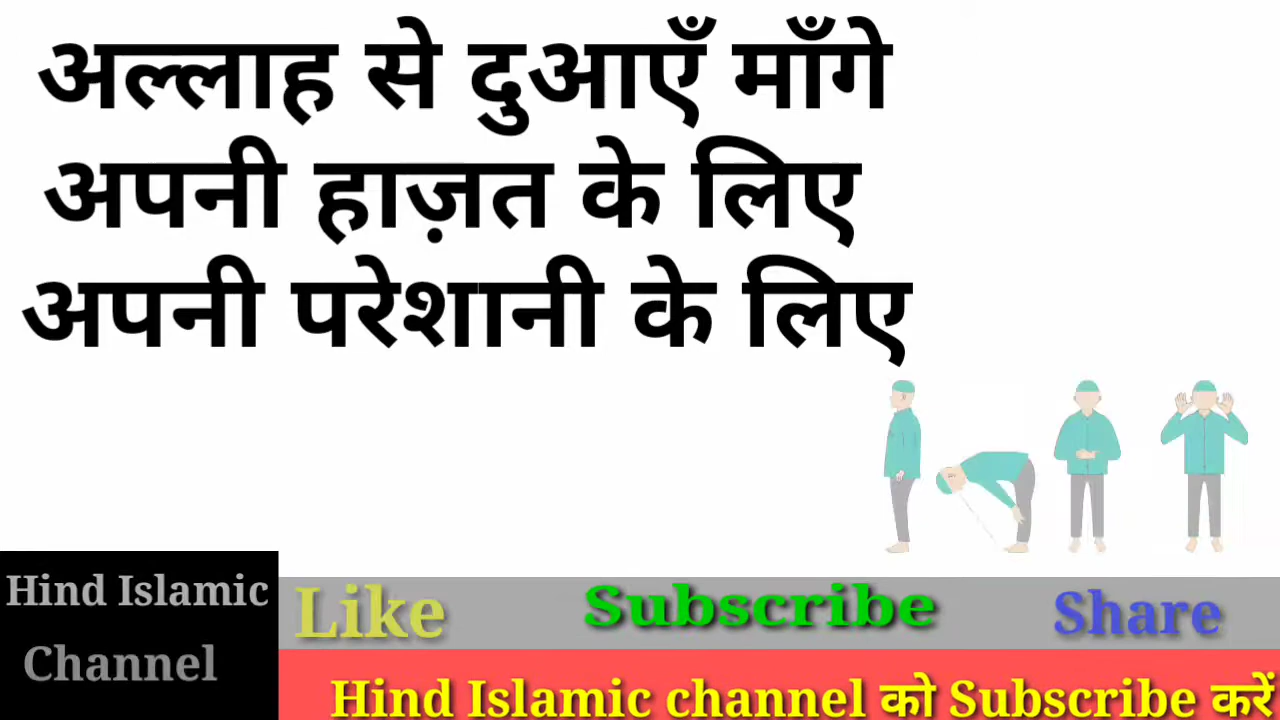 अल्लाह से दुआएँ माँगे
अपनी हाज़त के लिए
अपनी परेशानी के लिए
Hind Islamic
Channel
Like
Subscribe
Share
Hind Islamic channel को Subscribe करें